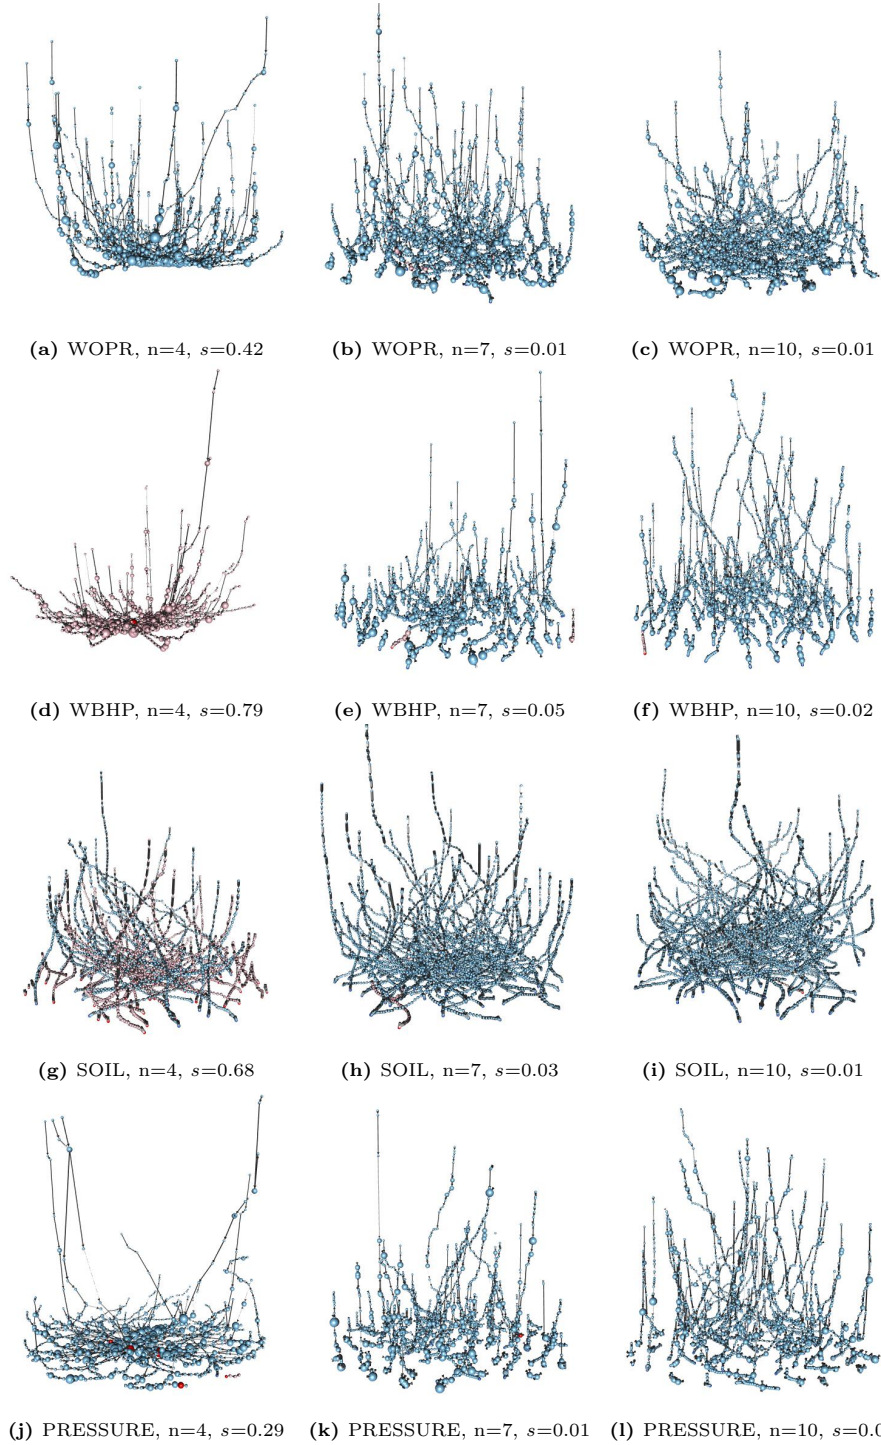 (a) WOPR, n=4, s=0.42 (b) WOPR, n=7, s=0.01 (c) WOPR, n=10, s=0.01
(d) WBHP, n=4, s=0.79 (e) WBHP, n=7, s=0.05 (f) WBHP, n=10, s=0.02
(g) SOIL, n=4, s=0.68 (h) SOIL, n=7, s=0.03 (i) SOIL, n=10, s=0.01
(j) PRESSURE, n=4, s=0.29 (k) PRESSURE, n=7, s=0.01 (l) PRESSURE, n=10, s=0.0